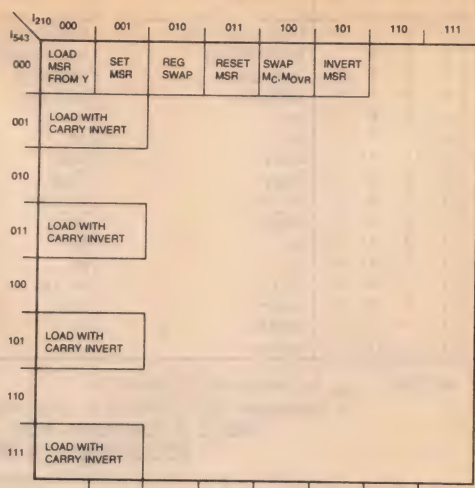 I210 000 001 010 011 100 101 110 111
I543
000
LOAD MSR FROM Y
SET MSR
REG SWAP
RESET MSR
SWAP MC, MOVR
INVERT MSR
001
LOAD WITH
CARRY INVERT
010
011
LOAD WITH
CARRY INVERT
100
101
LOAD WITH
CARRY INVERT
110
111
LOAD WITH
CARRY INVERT